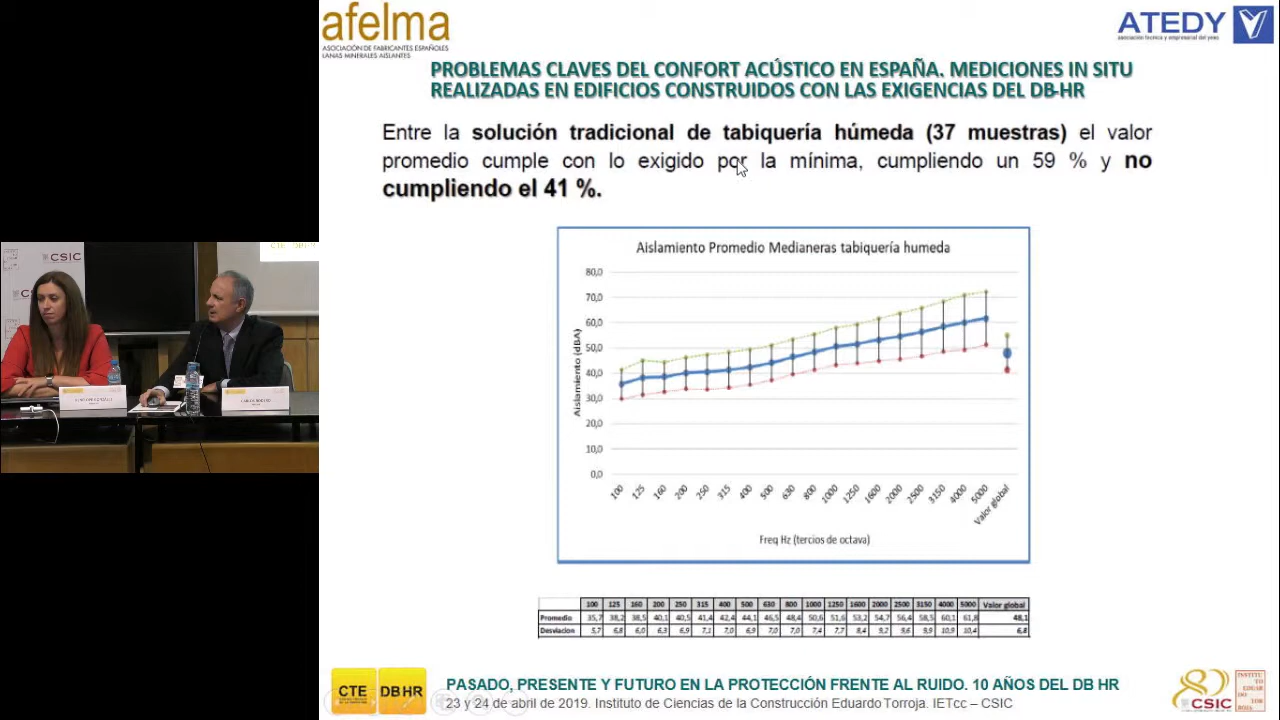 afelma
ASOCIACIÓN DE FABRICANTES ESPAÑOLES
LANAS MINERALES AISLANTES
ATEDY
asociación técnica y empresarial del yeso
PROBLEMAS CLAVES DEL CONFORT ACÚSTICO EN ESPAÑA. MEDICIONES IN SITU
REALIZADAS EN EDIFICIOS CONSTRUIDOS CON LAS EXIGENCIAS DEL DB-HR
Entre la solución tradicional de tabiquería húmeda (37 muestras) el valor
promedio cumple con lo exigido por la mínima, cumpliendo un 59 % y no
cumpliendo el 41 %.
Aislamiento Promedio Medianeras tabiquería humeda
Aislamiento (dBA)
80,0
70,0
60,0
50,0
40,0
30,0
20,0
10,0
0,0
100 125 160 200 250 315 400 500 630 800 1000 1250 1600 2000 2500 3150 4000 5000 Valor global
Freq Hz (tercios de octava)
100 125 160 200 250 315 400 500 630 800 1000 1250 1600 2000 2500 3150 4000 5000 Valor global
Promedio 35,7 38,2 38,5 40,1 40,5 41,4 42,4 44,1 46,5 48,4 50,6 51,6 53,2 54,7 56,4 58,5 60,1 61,8 48,1
Desviacion 5,7 6,8 6,0 6,3 6,9 7,1 7,0 6,9 7,0 7,0 7,4 7,7 8,4 9,2 9,6 9,9 10,9 10,4 6,8
CSIC
CTE
DB HR
PASADO, PRESENTE Y FUTURO EN LA PROTECCIÓN FRENTE AL RUIDO. 10 AÑOS DEL DB HR
23 y 24 de abril de 2019. Instituto de Ciencias de la Construcción Eduardo Torroja. IETcc – CSIC
CSIC